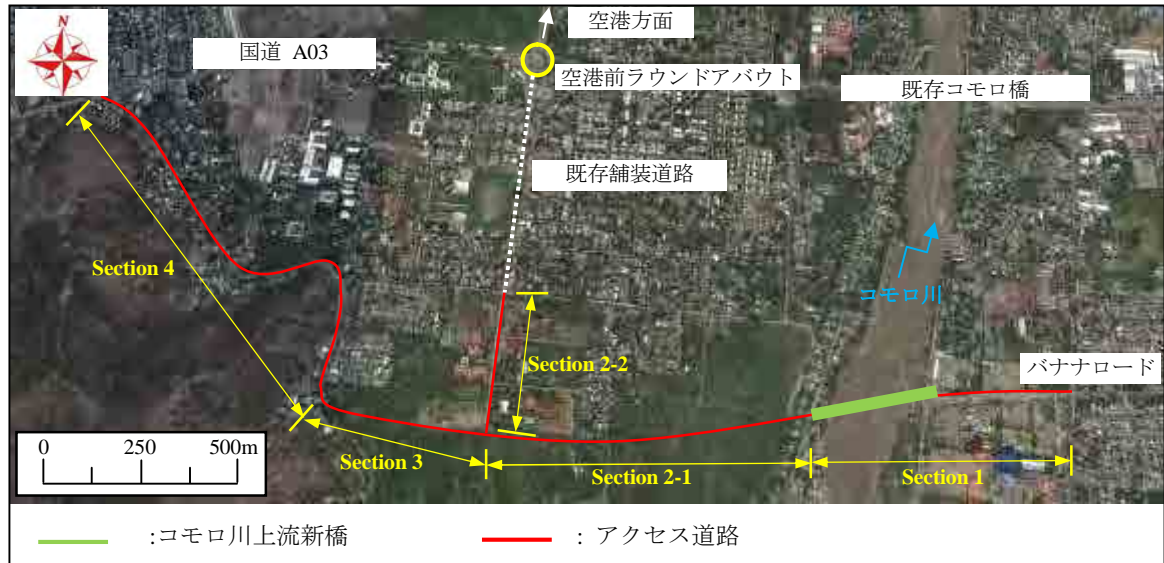 N
国道 A03
空港方面
空港前ラウンドアバウト
既存コモロ橋
既存舗装道路
Section 4
コモロ川
Section 2-2
バナナロード
0 250 500m
Section 3
Section 2-1
Section 1
:コモロ川上流新橋
: アクセス道路